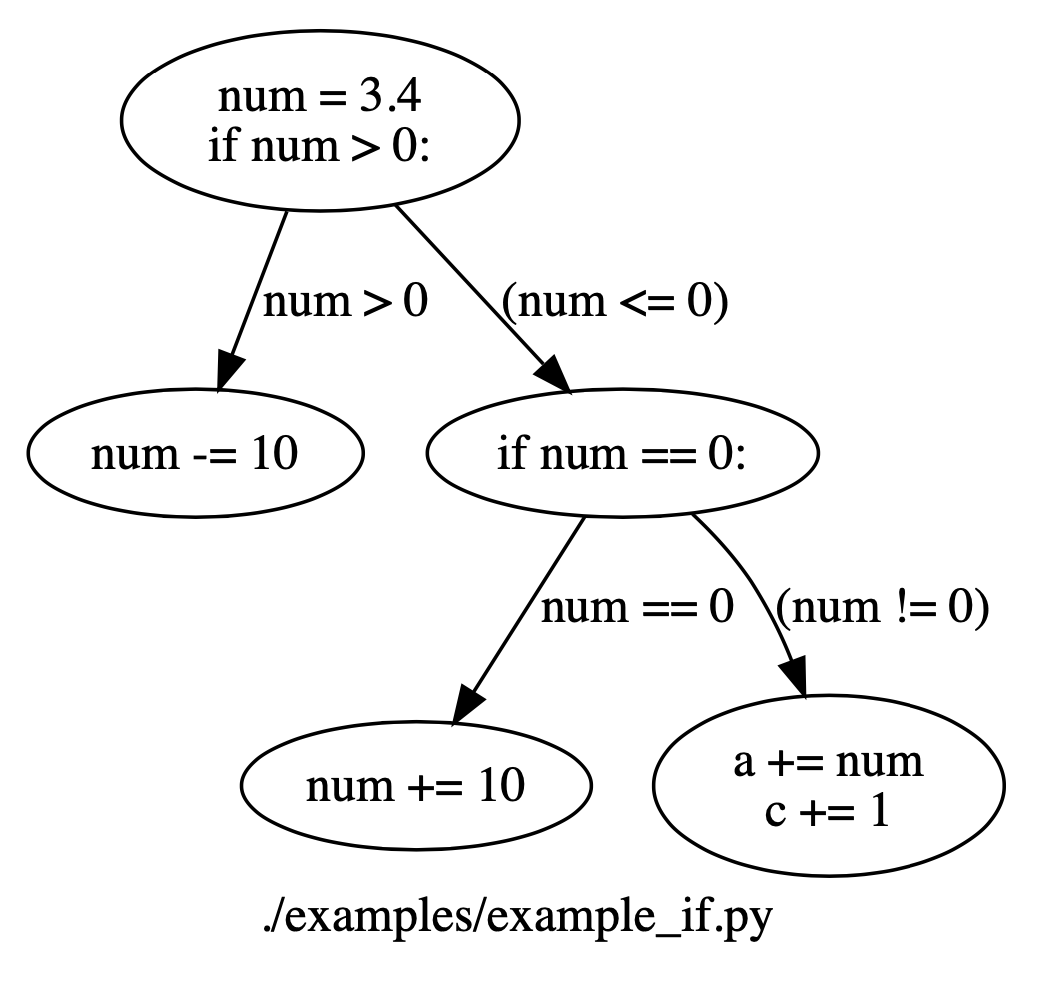 num = 3.4
if num > 0:
num > 0
(num <= 0)
num -= 10
if num == 0:
num == 0
(num != 0)
num += 10
a += num
c += 1
./examples/example_if.py